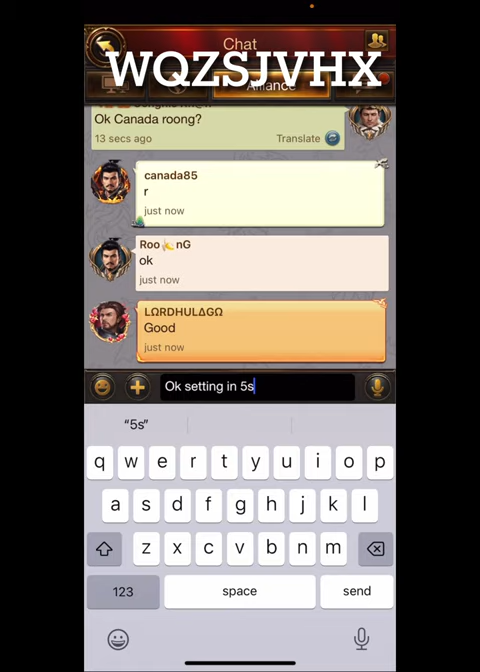 Chat
WQZSJVHX
Alliance
Ok Canada roong?
13 secs ago
Translate
canada85
r
just now
Roo🍌nG
ok
just now
LΩRDHULΔGΩ
Good
just now
Ok setting in 5s
“5s”
q w e r t y u i o p
a s d f g h j k l
z x c v b n m
123 space send